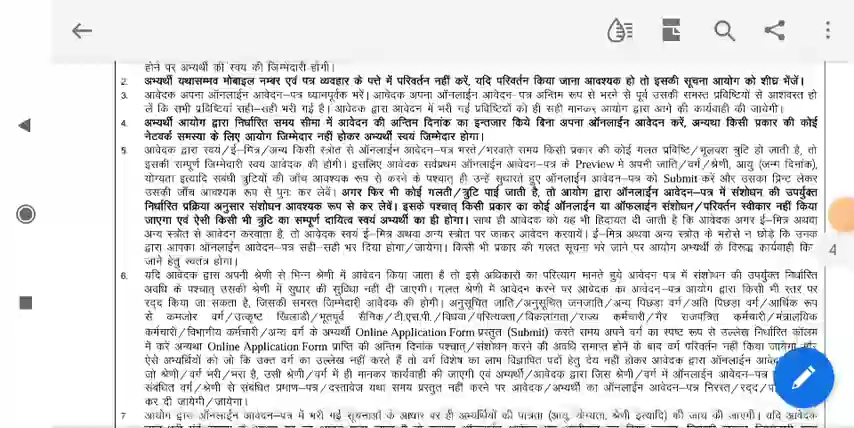 होने पर अभ्यर्थी की स्वयं की जिम्मेदारी होगी।
2. अभ्यर्थी यथासम्भव मोबाइल नम्बर एवं पत्र व्यवहार के पत्ते में परिवर्तन नहीं करें, यदि परिवर्तन किया जाना आवश्यक हो तो इसकी सूचना आयोग को शीघ्र भेंजें।
3. आवेदक अपना ऑनलाईन आवेदन-पत्र ध्यानपूर्वक भरें। आवेदक अपना ऑनलाईन आवेदन-पत्र अन्तिम रूप से भरने से पूर्व उसकी समस्त प्रविष्टियों से आशवस्त हो
लें कि सभी प्रविष्टियां सही-सही भरी गई है। आवेदक द्वारा आवेदन में भरी गई प्रविष्टियों को ही सही मानकर आयोग द्वारा आगे की कार्यवाही की जायेगी।
4. अभ्यर्थी आयोग द्वारा निर्धारित समय सीमा में आवेदन की अन्तिम दिनांक का इन्तजार किये बिना अपना ऑनलाईन आवेदन करें, अन्यथा किसी प्रकार की कोई
नेटवर्क समस्या के लिए आयोग जिम्मेदार नहीं होकर अभ्यर्थी स्वयं जिम्मेदार होगा।
5. आवेदक द्वारा स्वयं/ई-मित्र/अन्य किसी स्त्रोत से ऑनलाईन आवेदन-पत्र भरते/भरवाते समय किसी प्रकार की कोई गलत प्रविष्टि/भूलवश त्रुटि हो जाती है, तो
इसकी सम्पूर्ण जिम्मेदारी स्वयं आवेदक की होगी। इसलिए आवेदक सर्वप्रथम ऑनलाईन आवेदन-पत्र के Preview में अपनी जाति/वर्ग/श्रेणी, आयु (जन्म दिनांक),
योग्यता इत्यादि संबंधी त्रुटियों की जाँच आवश्यक रूप से करने के पश्चात् ही उन्हें सुधारते हुए ऑनलाईन आवेदन-पत्र को Submit करें और उसका प्रिन्ट लेकर
उसकी जाँच आवश्यक रूप से पुनः कर लेवें। अगर फिर भी कोई गलती/त्रुटि पाई जाती है, तो आयोग द्वारा ऑनलाईन आवेदन-पत्र में संशोधन की उपर्युक्त
निर्धारित प्रक्रिया अनुसार संशोधन आवश्यक रूप से कर लेवें। इसके पश्चात् किसी प्रकार का कोई ऑनलाईन या ऑफलाईन संशोधन/परिवर्तन स्वीकार नहीं किया
जाएगा एवं ऐसी किसी भी त्रुटि का सम्पूर्ण दायित्व स्वयं अभ्यर्थी का ही होगा। साथ ही आवेदक को यह भी हिदायत दी जाती है कि आवेदक अगर ई-मित्र अथवा
अन्य स्त्रोत से आवेदन करवाता है, तो आवेदक स्वयं ई-मित्र अथवा अन्य स्त्रोत पर जाकर आवेदन करवायें। ई-मित्र अथवा अन्य स्त्रोत के भरोसे न छोड़े कि उनके
द्वारा आपका ऑनलाईन आवेदन-पत्र सही-सही भर दिया होगा/जायेगा। किसी भी प्रकार की गलत सूचना भरे जाने पर आयोग अभ्यर्थी के विरूद्ध कार्यवाही
जाने हेतु स्वतंत्र होगा।
6. यदि आवेदक द्वारा अपनी श्रेणी से भिन्न श्रेणी में आवेदन किया जाता है तो इसे अधिकारों का परित्याग मानते हुये आवेदन-पत्र में संशोधन की उपर्युक्त निर्धारित
अवधि के पश्चात् उसकी श्रेणी में सुधार की सुविधा नहीं दी जाएगी। गलत श्रेणी में आवेदन करने पर आवेदक का आवेदन-पत्र आयोग द्वारा किसी भी स्तर पर
रद्द किया जा सकता है, जिसकी समस्त जिम्मेदारी आवेदक की होगी। अनुसूचित जाति/अनुसूचित जनजाति/अन्य पिछड़ा वर्ग/अति पिछड़ा वर्ग/आर्थिक रूप
से कमजोर वर्ग/उत्कृष्ट खिलाडी/भूतपूर्व सैनिक/टी.एस.पी./विधवा/परित्यक्ता/विकलांगता/राज्य कर्मचारी/गैर राजपत्रित कर्मचारी/मंत्रालयिक
कर्मचारी/विभागीय कर्मचारी/अन्य वर्ग के अभ्यर्थी Online Application Form प्रस्तुत (Submit) करते समय अपने वर्ग का स्पष्ट रूप से उल्लेख निर्धारित कॉलम
में करें अन्यथा Online Application Form प्राप्ति की अन्तिम दिनांक पश्चात्/संशोधन करने की अवधि समाप्त होने के बाद वर्ग परिवर्तन नहीं किया जायेगा और
ऐसे अभ्यर्थियों को जो कि उक्त वर्ग का उल्लेख नहीं करते हैं तो वर्ग विशेष का लाभ विज्ञापित पदों हेतु देय नहीं होकर आवेदक द्वारा ऑनलाईन
जो श्रेणी/वर्ग भरी/भरा है, उसी श्रेणी/वर्ग में ही मानकर कार्यवाही की जाएगी एवं अभ्यर्थी/आवेदक द्वारा जिस श्रेणी/वर्ग में ऑनलाईन आवेदन-पत्र
संबंधित वर्ग/श्रेणी से संबंधित प्रमाण-पत्र/दस्तावेज यथा समय प्रस्तुत नहीं करने पर आवेदक/अभ्यर्थी का ऑनलाईन आवेदन-पत्र निरस्त/रद्द
कर दी जायेगी/जायेगा।
7 आयोग द्वारा ऑनलाईन आवेदन-पत्र में भरी गई सूचनाओं के आधार पर ही अभ्यर्थियों की पात्रता (आयु, योग्यता, श्रेणी इत्यादि) की जांच की जाएगी। यदि आवेदक
4